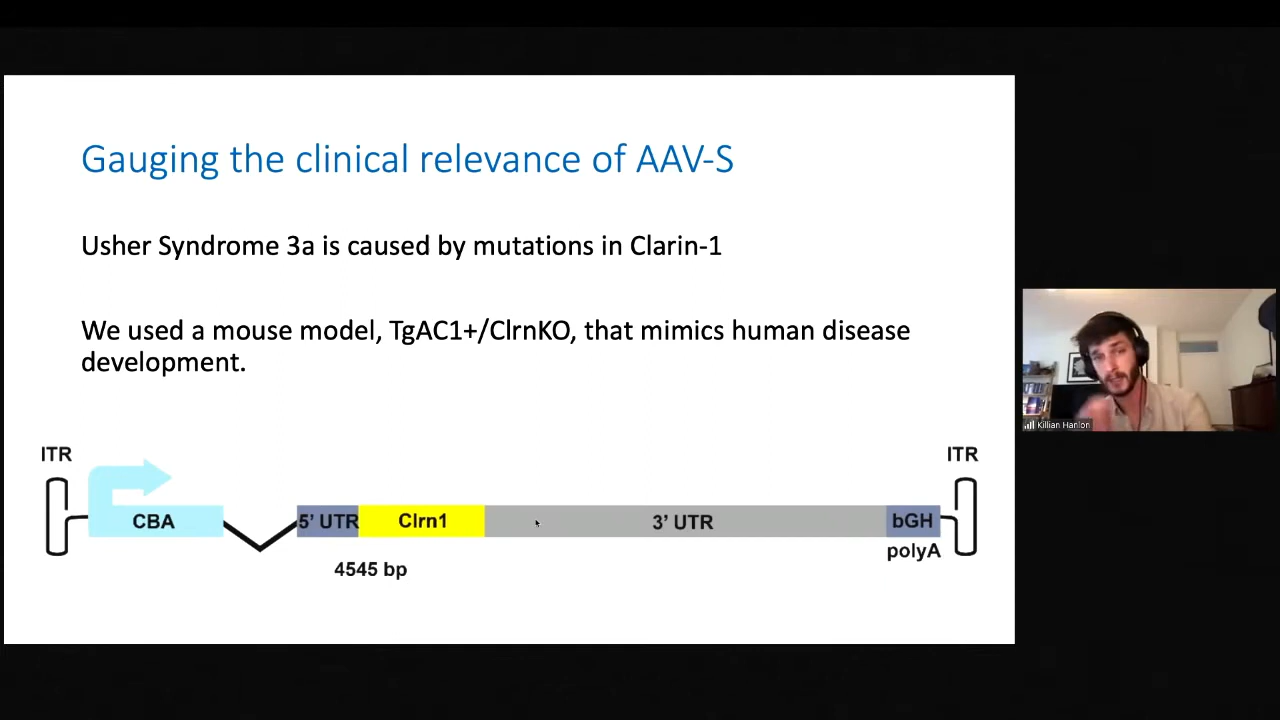 Gauging the clinical relevance of AAV-S
Usher Syndrome 3a is caused by mutations in Clarin-1
We used a mouse model, TgAC1+/ClrnKO, that mimics human disease
development.
ITR
ITR
CBA
5' UTR
Clrn1
3' UTR
bGH
polyA
4545 bp
Killian Hanlon